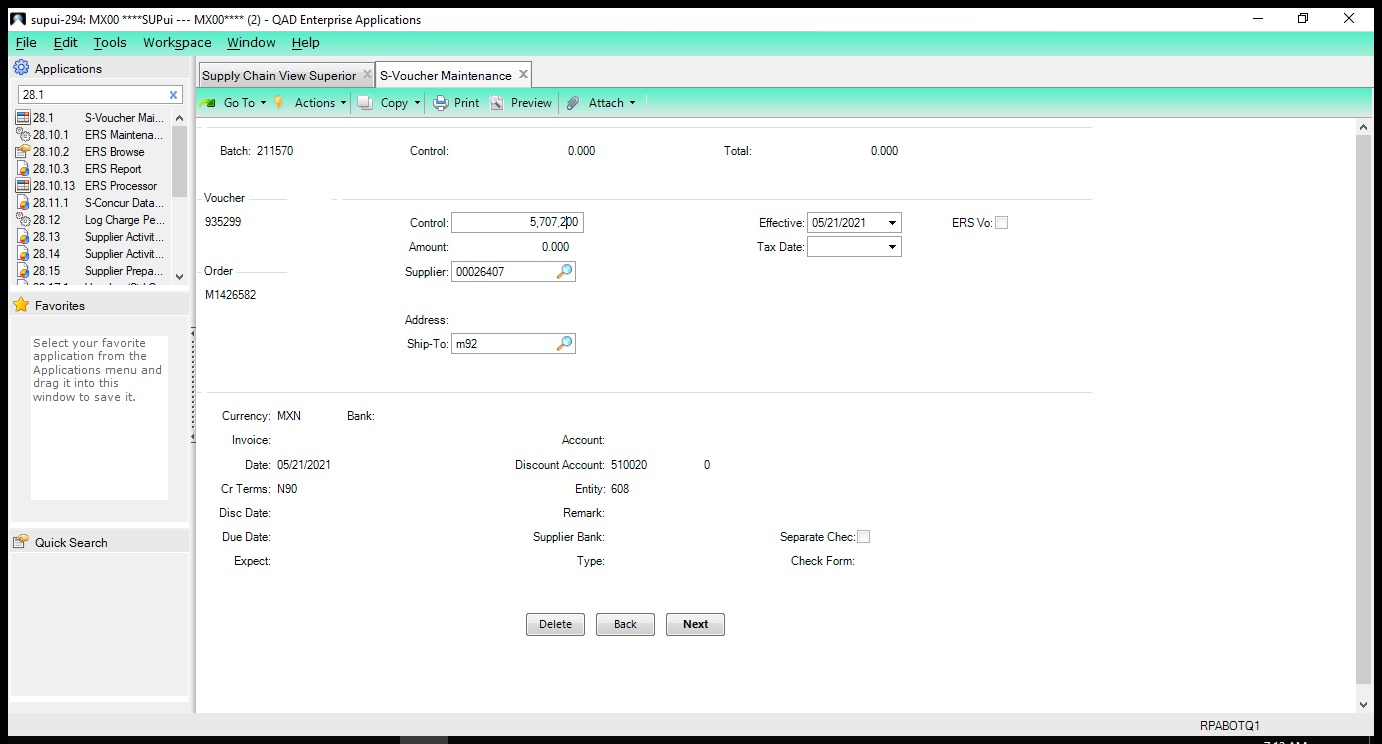 supui-294: MX00 ****SUPui --- MX00**** (2) - QAD Enterprise Applications
File Edit Tools Workspace Window Help
Applications
28.1
28.1 S-Voucher Mai...
28.10.1 ERS Maintena...
28.10.2 ERS Browse
28.10.3 ERS Report
28.10.13 ERS Processor
28.11.1 S-Concur Data...
28.12 Log Charge Pe...
28.13 Supplier Activit...
28.14 Supplier Activit...
28.15 Supplier Prepa...
Favorites
Select your favorite
application from the
Applications menu and
drag it into this
window to save it.
Quick Search
Supply Chain View Superior S-Voucher Maintenance
Go To Actions Copy Print Preview Attach
Batch: 211570 Control: 0.000 Total: 0.000
Voucher
935299 Control: 5,707.200 Effective: 05/21/2021 ERS Vo:
Amount: 0.000 Tax Date:
Order Supplier: 00026407
M1426582
Address:
Ship-To: m92
Currency: MXN Bank:
Invoice: Account:
Date: 05/21/2021 Discount Account: 510020 0
Cr Terms: N90 Entity: 608
Disc Date: Remark:
Due Date: Supplier Bank: Separate Chec:
Expect: Type: Check Form:
Delete Back Next
RPABOTQ1